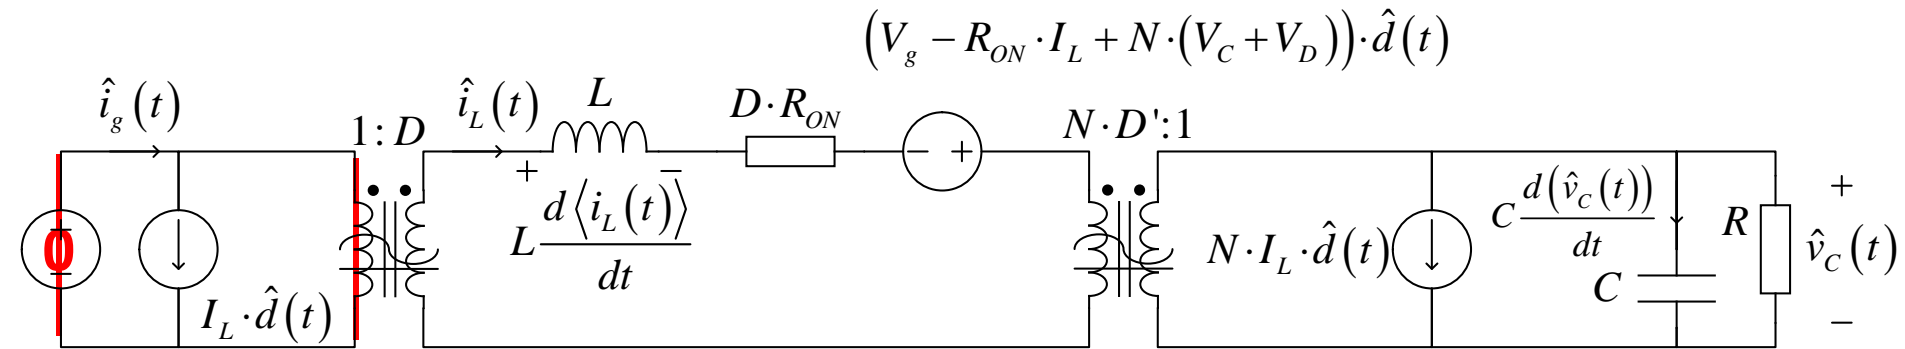 (V_g − R_ON · I_L + N · (V_C + V_D)) · d̂(t)
î_g(t)
1:D
î_L(t)
L
D · R_ON
N · D':1
+
−
− +
0
I_L · d̂(t)
L d⟨i_L(t)⟩/dt
N · I_L · d̂(t)
C d(v̂_C(t))/dt
C
R
+
v̂_C(t)
−